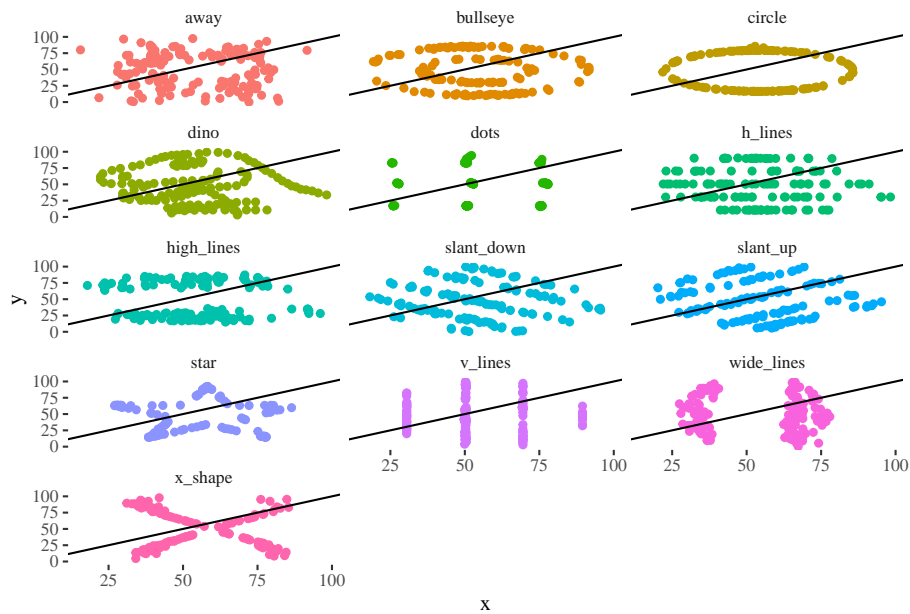 away bullseye circle
100
75
50
25
0
dino dots h_lines
100
75
50
25
0
high_lines slant_down slant_up
100
75
50
25
0
y
star v_lines wide_lines
100
75
50
25
0
25 50 75 100 25 50 75 100
x_shape
100
75
50
25
0
25 50 75 100
x